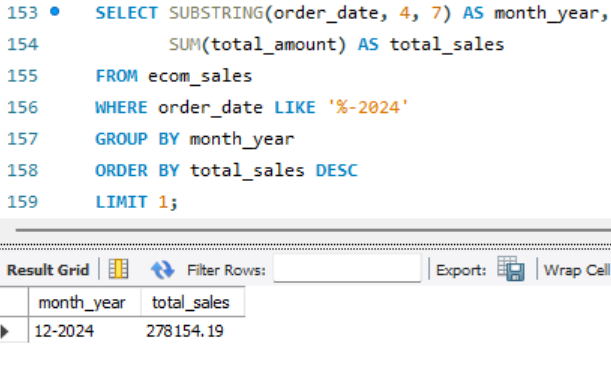 153 SELECT SUBSTRING(order_date, 4, 7) AS month_year,
154 SUM(total_amount) AS total_sales
155 FROM ecom_sales
156 WHERE order_date LIKE '%-2024'
157 GROUP BY month_year
158 ORDER BY total_sales DESC
159 LIMIT 1;
Result Grid Filter Rows: Export: Wrap Cell
month_year total_sales
12-2024 278154.19